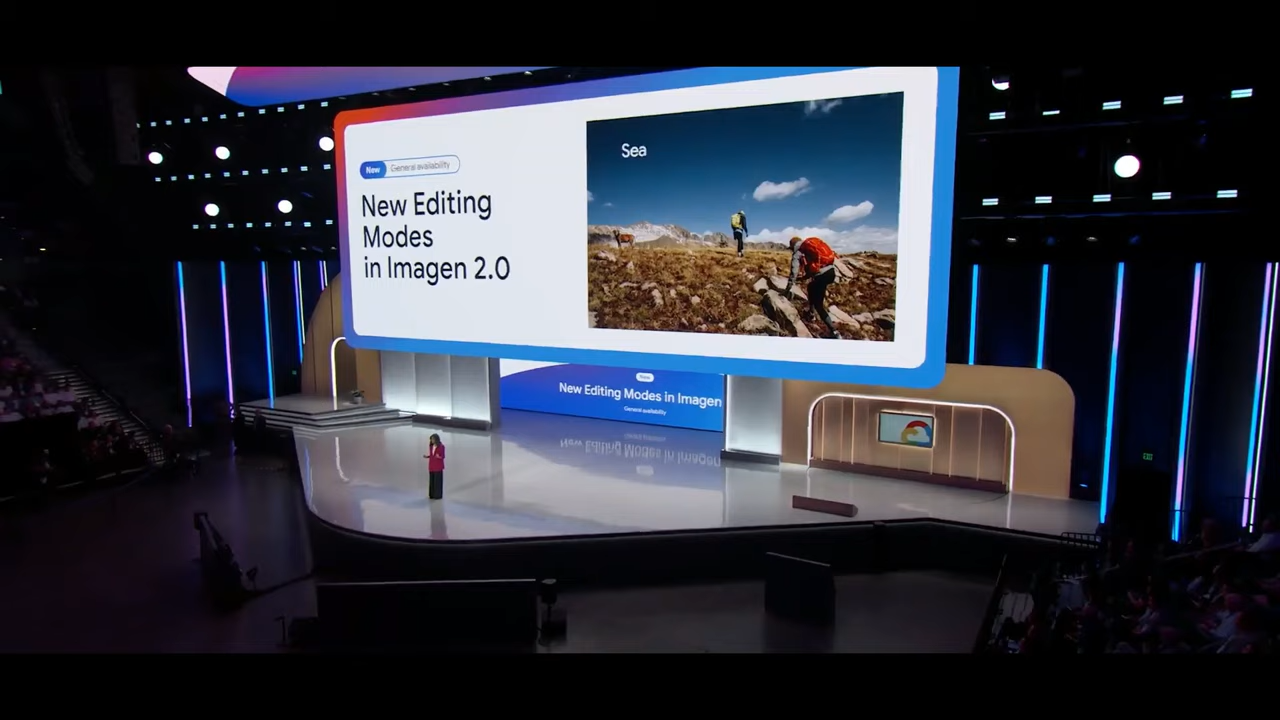 New General availability
New Editing
Modes
in Imagen 2.0
Sea
New
New Editing Modes in Imagen
General availability